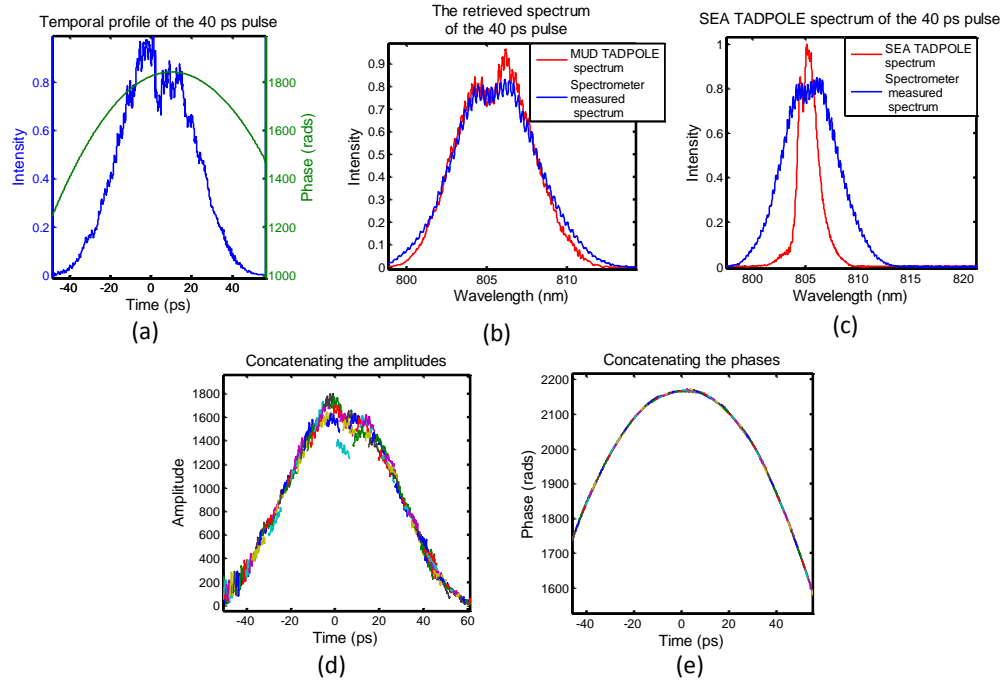 Temporal profile of the 40 ps pulse
1
0.8
0.6
0.4
0.2
0
Intensity
1800
1600
1400
1200
1000
Phase (rads)
-40 -20 0 20 40
Time (ps)
(a)
The retrieved spectrum
of the 40 ps pulse
MUD TADPOLE
spectrum
Spectrometer
measured
spectrum
1
0.9
0.8
0.7
0.6
0.5
0.4
0.3
0.2
0.1
0
Intensity
800 805 810
Wavelength (nm)
(b)
SEA TADPOLE spectrum of the 40 ps pulse
SEA TADPOLE
spectrum
Spectrometer
measured
spectrum
1
0.8
0.6
0.4
0.2
0
Intensity
800 805 810 815 820
Wavelength (nm)
(c)
Concatenating the amplitudes
1800
1600
1400
1200
1000
800
600
400
200
0
Amplitude
-40 -20 0 20 40 60
Time (ps)
(d)
Concatenating the phases
2200
2100
2000
1900
1800
1700
1600
Phase (rads)
-40 -20 0 20 40
Time (ps)
(e)